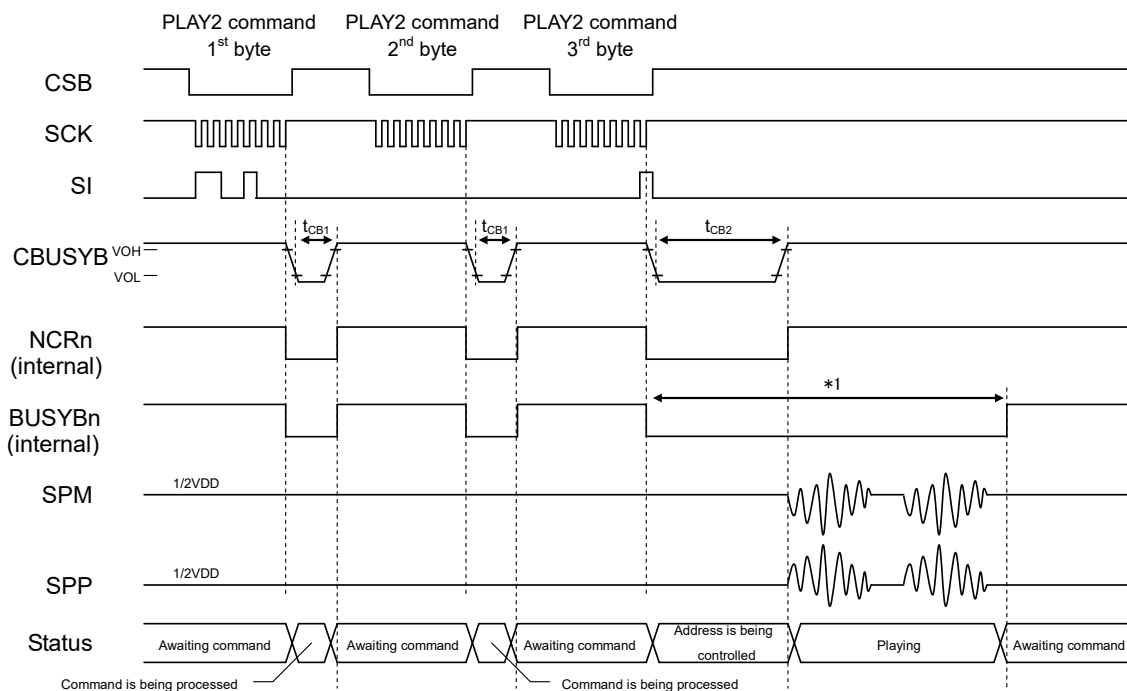 PLAY2 command
1st byte
PLAY2 command
2nd byte
PLAY2 command
3rd byte
CSB
SCK
SI
CBUSYB
VOH
VOL
tCB1
tCB1
tCB2
NCRn
(internal)
BUSYBn
(internal)
*1
SPM
1/2VDD
SPP
1/2VDD
Status
Awaiting command
Awaiting command
Awaiting command
Address is being
controlled
Playing
Awaiting command
Command is being processed
Command is being processed